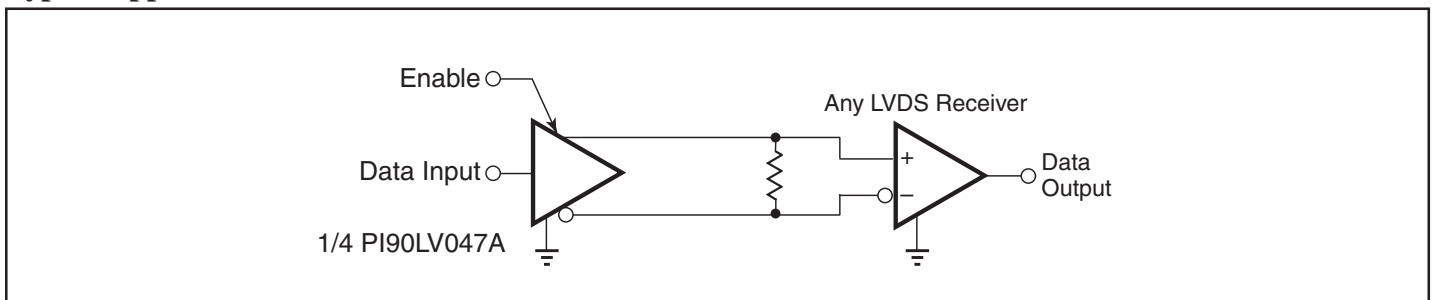 Enable
Any LVDS Receiver
Data Input
+
−
Data
Output
1/4 PI90LV047A